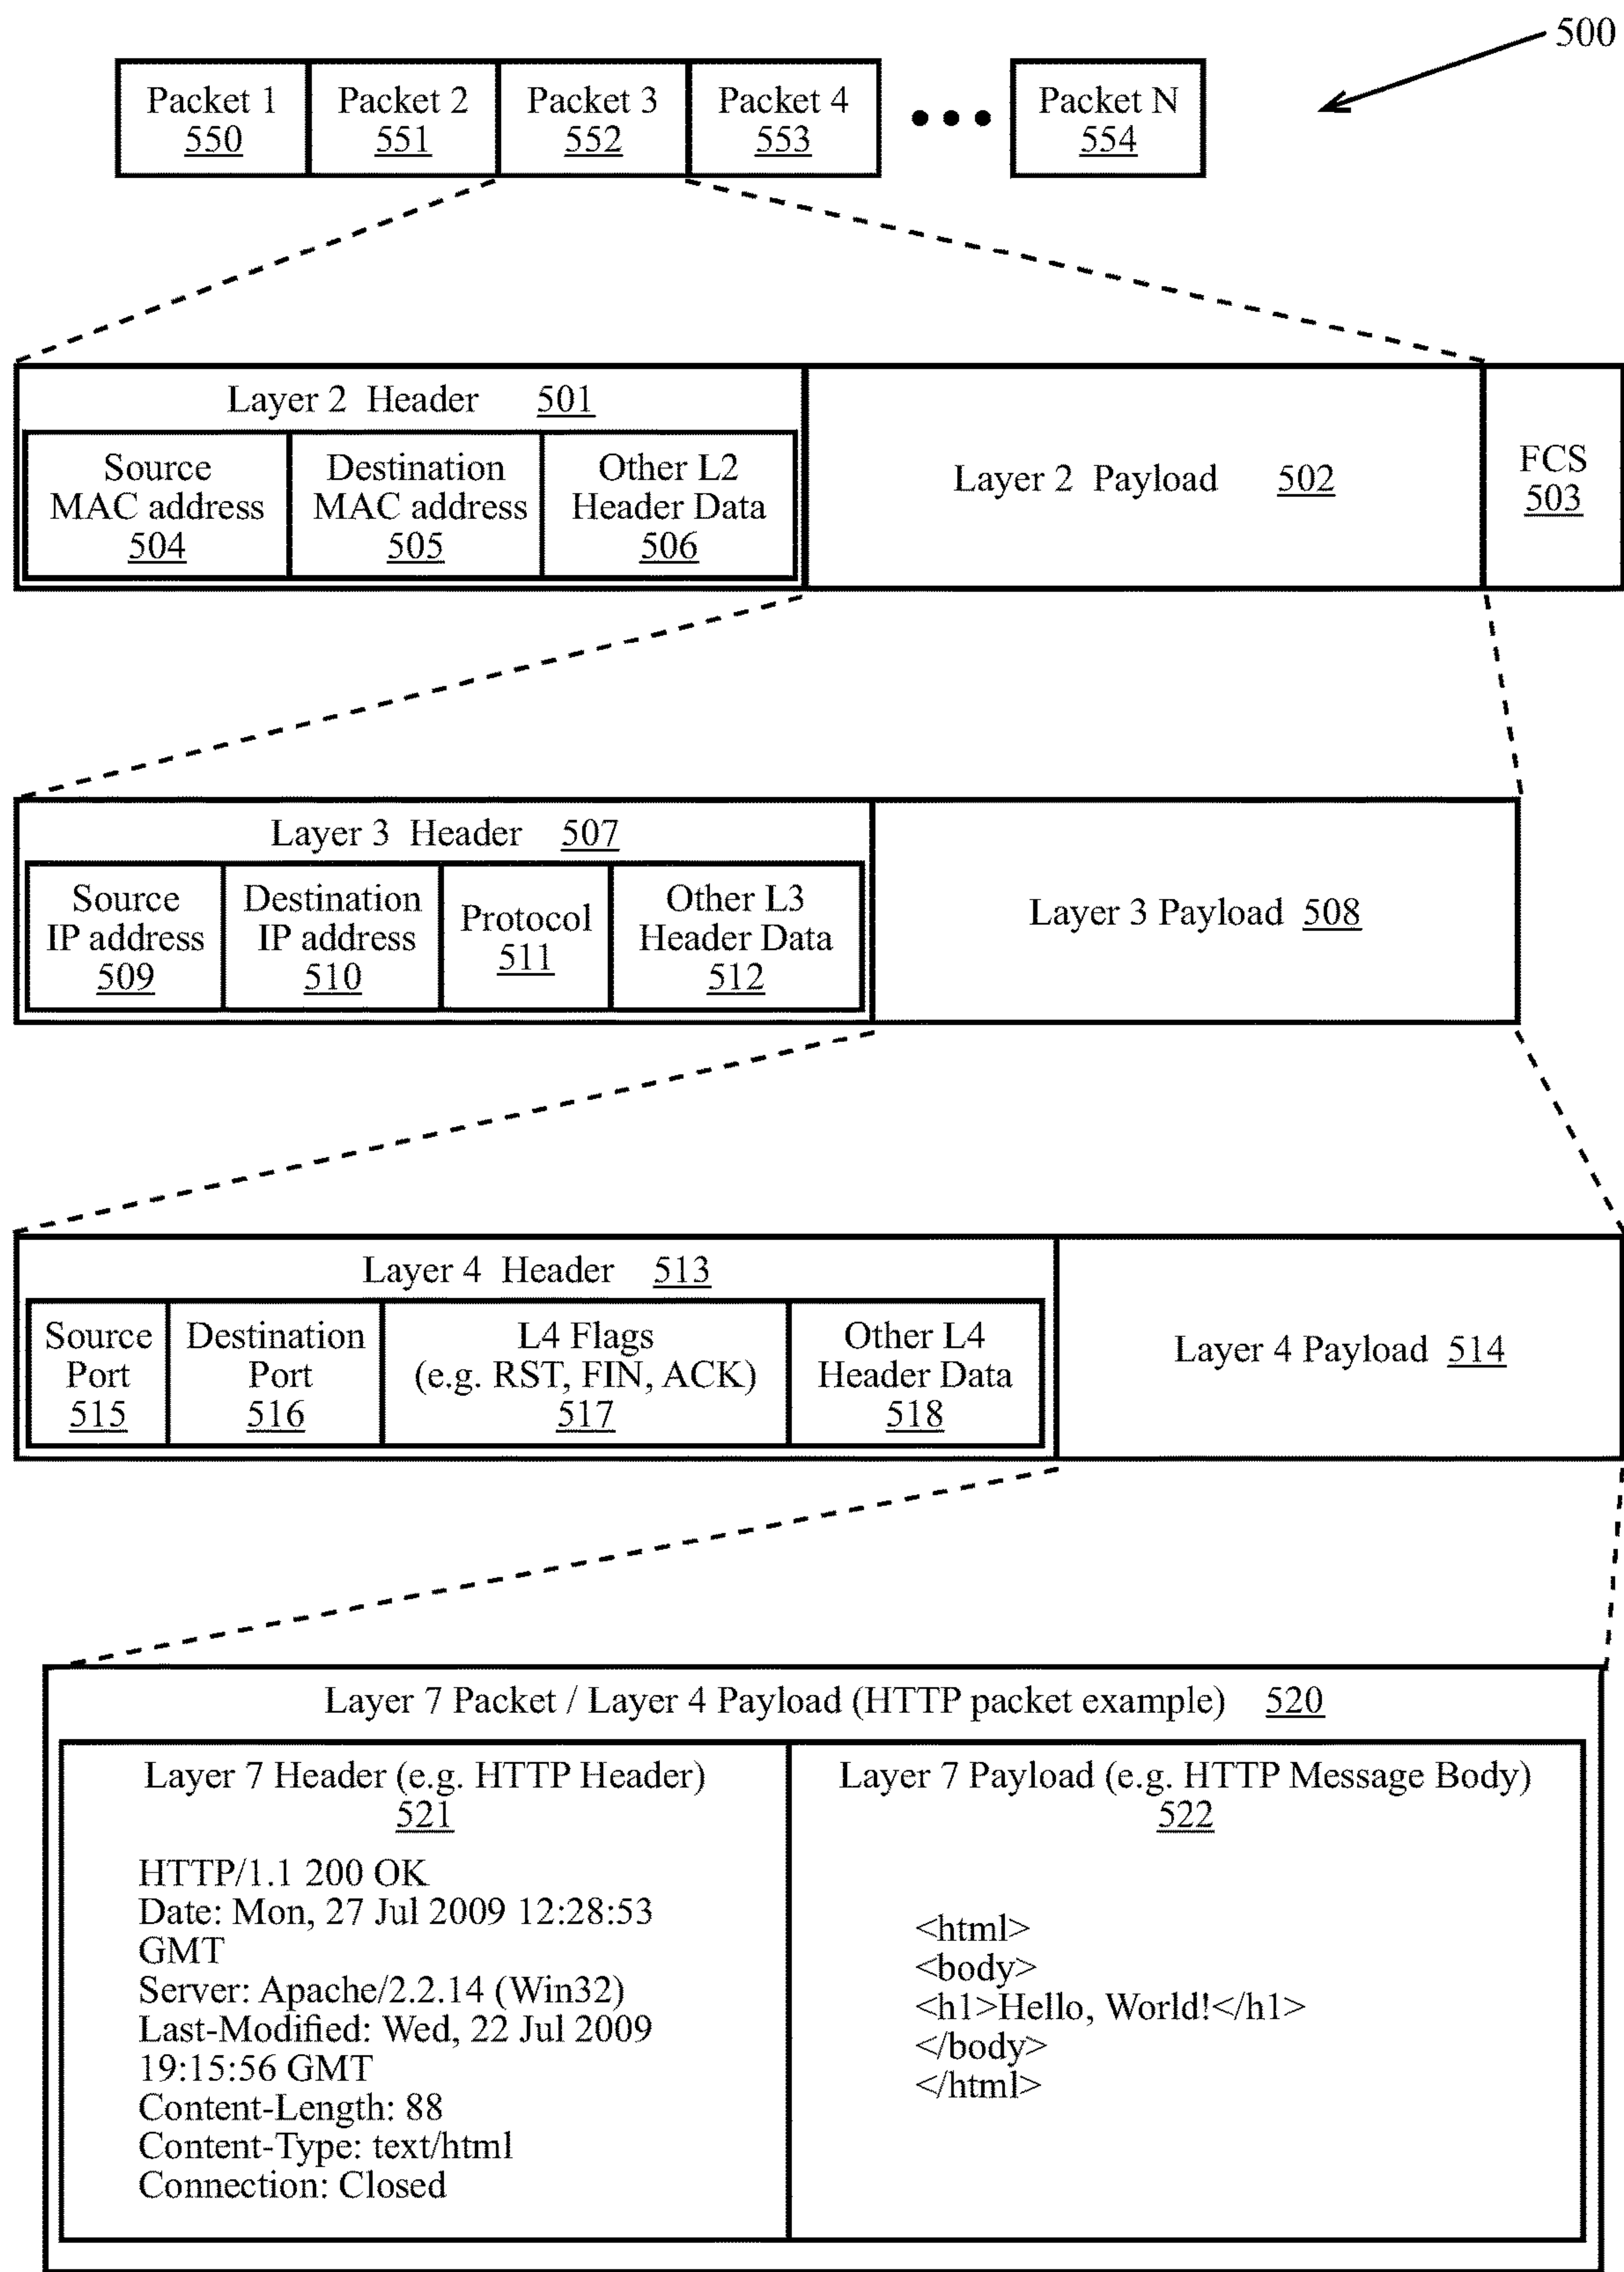 500
Packet 1
550
Packet 2
551
Packet 3
552
Packet 4
553
Packet N
554
Layer 2 Header 501
Source
MAC address
504
Destination
MAC address
505
Other L2
Header Data
506
Layer 2 Payload 502
FCS
503
Layer 3 Header 507
Source
IP address
509
Destination
IP address
510
Protocol
511
Other L3
Header Data
512
Layer 3 Payload 508
Layer 4 Header 513
Source
Port
515
Destination
Port
516
L4 Flags
(e.g. RST, FIN, ACK)
517
Other L4
Header Data
518
Layer 4 Payload 514
Layer 7 Packet / Layer 4 Payload (HTTP packet example) 520
Layer 7 Header (e.g. HTTP Header)
521
HTTP/1.1 200 OK
Date: Mon, 27 Jul 2009 12:28:53
GMT
Server: Apache/2.2.14 (Win32)
Last-Modified: Wed, 22 Jul 2009
19:15:56 GMT
Content-Length: 88
Content-Type: text/html
Connection: Closed
Layer 7 Payload (e.g. HTTP Message Body)
522
<html>
<body>
<h1>Hello, World!</h1>
</body>
</html>